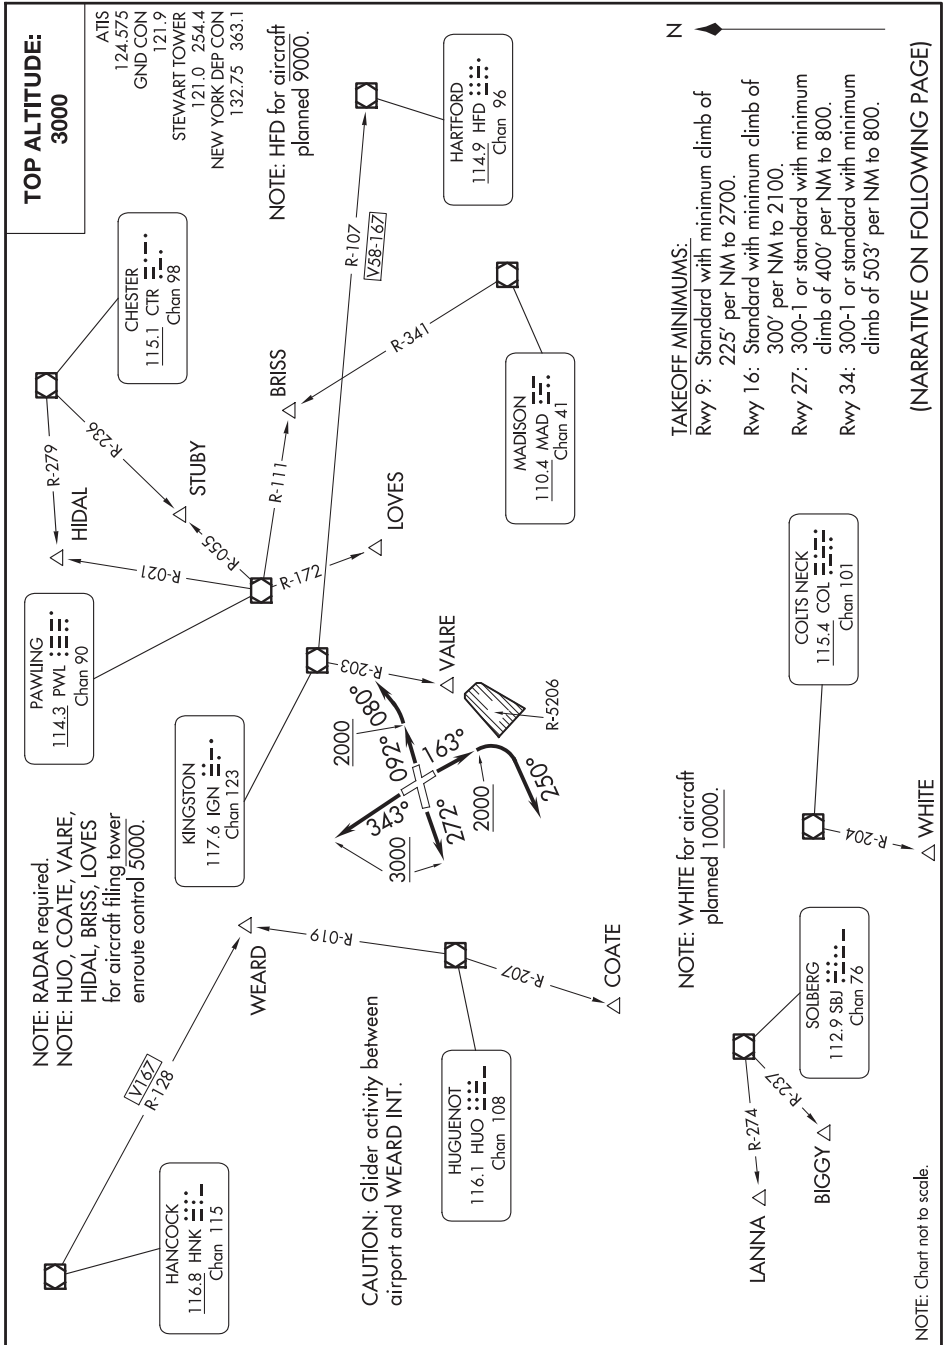 TOP ALTITUDE:
3000
ATIS
124.575
GND CON
121.9
STEWART TOWER
121.0 254.4
NEW YORK DEP CON
132.75 363.1
NOTE: HFD for aircraft
planned 9000.
NOTE: RADAR required.
NOTE: HUO, COATE, VALRE,
HIDAL, BRISS, LOVES
for aircraft filing tower
enroute control 5000.
HANCOCK
116.8 HNK
Chan 115
V167
R-128
WEARD
R-019
R-207
COATE
HUGUENOT
116.1 HUO
Chan 108
CAUTION: Glider activity between
airport and WEARD INT.
PAWLING
114.3 PWL
Chan 90
KINGSTON
117.6 IGN
Chan 123
CHESTER
115.1 CTR
Chan 98
R-279
HIDAL
R-236
STUBY
R-021
R-055
R-111
BRISS
R-172
LOVES
R-341
MADISON
110.4 MAD
Chan 41
R-107
V58-167
HARTFORD
114.9 HFD
Chan 96
R-203
VALRE
R-5206
343°
3000
272°
092°
2000
080°
163°
2000
250°
NOTE: WHITE for aircraft
planned 10000.
COLTS NECK
115.4 COL
Chan 101
R-204
WHITE
SOLBERG
112.9 SBJ
Chan 76
R-274
LANNA
R-237
BIGGY
N
TAKEOFF MINIMUMS:
Rwy 9: Standard with minimum climb of
225' per NM to 2700.
Rwy 16: Standard with minimum climb of
300' per NM to 2100.
Rwy 27: 300-1 or standard with minimum
climb of 400' per NM to 800.
Rwy 34: 300-1 or standard with minimum
climb of 503' per NM to 800.
(NARRATIVE ON FOLLOWING PAGE)
NOTE: Chart not to scale.